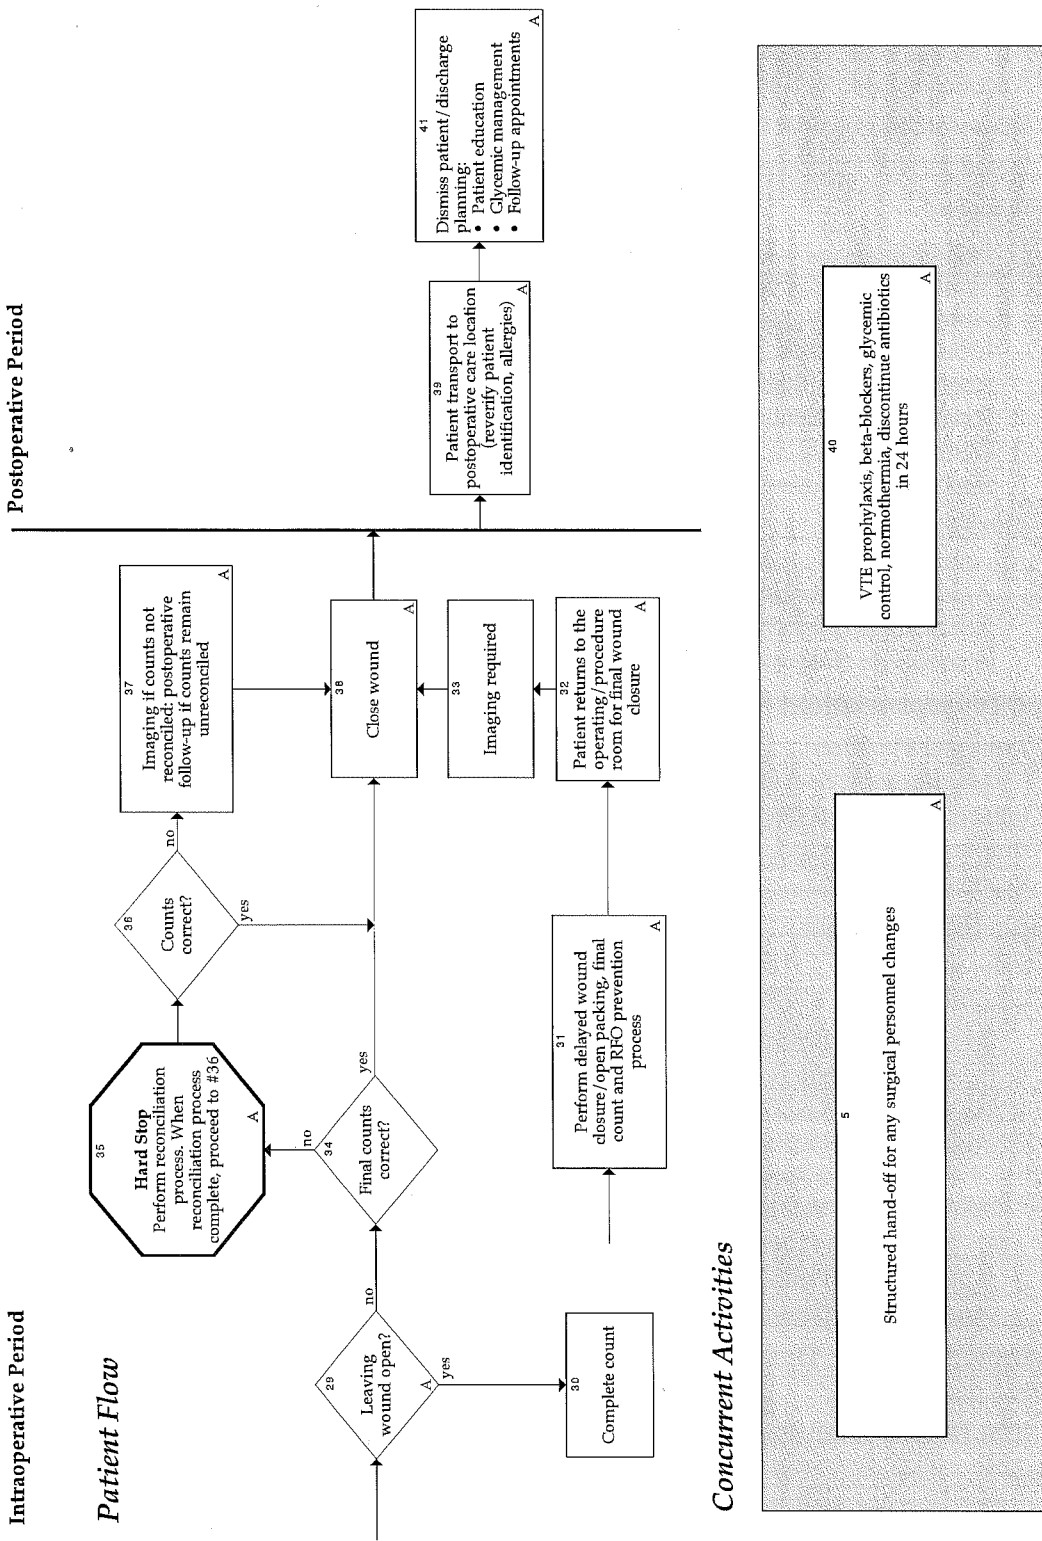 Intraoperative Period
Postoperative Period
Patient Flow
35
Hard Stop
Perform reconciliation
process. When
reconciliation process
complete, proceed to #36
A
36
Counts
correct?
no
yes
37
Imaging if counts not
reconciled: postoperative
follow-up if counts remain
unreconciled
A
29
Leaving
wound open?
A
no
yes
34
Final counts
correct?
no
yes
38
Close wound
A
33
Imaging required
32
Patient returns to the
operating/procedure
room for final wound
closure
A
30
Complete count
31
Perform delayed wound
closure/open packing, final
count and RFO prevention
process
A
39
Patient transport to
postoperative care location
(reverify patient
identification, allergies)
A
41
Dismiss patient/discharge
planning:
• Patient education
• Glycemic management
• Follow-up appointments
A
Concurrent Activities
5
Structured hand-off for any surgical personnel changes
A
40
VTE prophylaxis, beta-blockers, glycemic
control, normothermia, discontinue antibiotics
in 24 hours
A